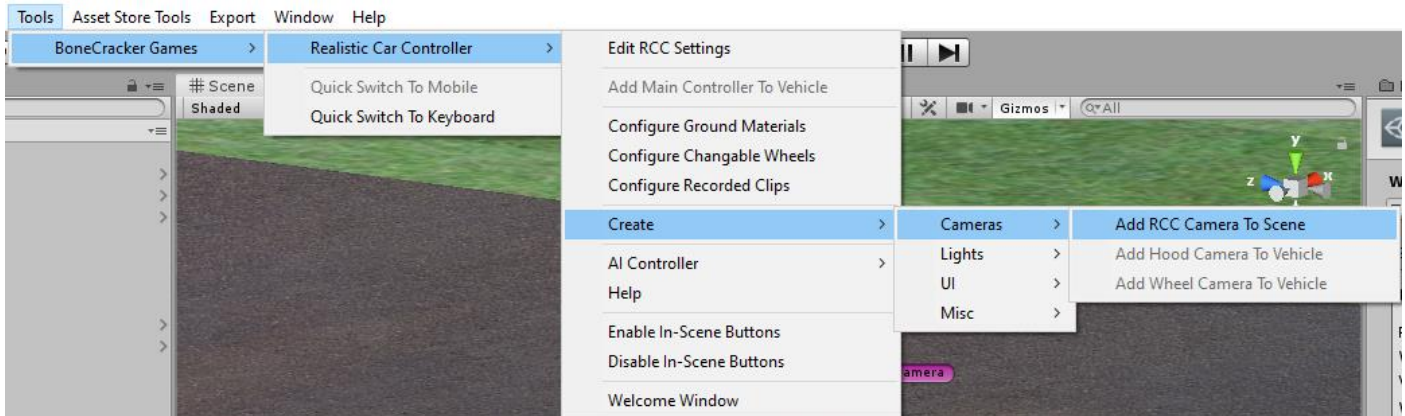 Tools Asset Store Tools Export Window Help
BoneCracker Games >
Realistic Car Controller >
Quick Switch To Mobile
Quick Switch To Keyboard
Edit RCC Settings
Add Main Controller To Vehicle
Configure Ground Materials
Configure Changable Wheels
Configure Recorded Clips
Create >
AI Controller >
Help
Enable In-Scene Buttons
Disable In-Scene Buttons
Welcome Window
Cameras >
Lights >
UI >
Misc >
Add RCC Camera To Scene
Add Hood Camera To Vehicle
Add Wheel Camera To Vehicle
# Scene
Shaded
Gizmos
All
y
z
x
amera